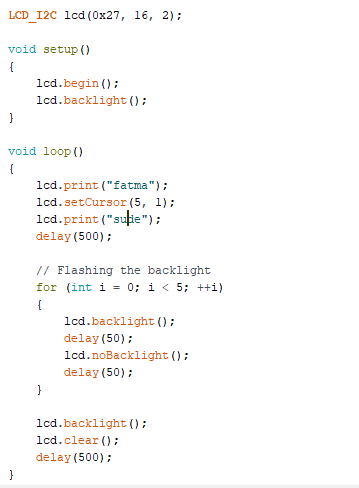 LCD_I2C lcd(0x27, 16, 2);
void setup()
{
lcd.begin();
lcd.backlight();
}
void loop()
{
lcd.print("fatma");
lcd.setCursor(5, 1);
lcd.print("sude");
delay(500);
// Flashing the backlight
for (int i = 0; i < 5; ++i)
{
lcd.backlight();
delay(50);
lcd.noBacklight();
delay(50);
}
lcd.backlight();
lcd.clear();
delay(500);
}